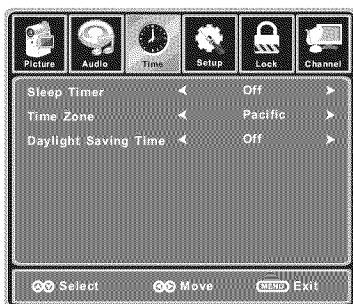 Picture Audio Time Setup Lock Channel
Sleep Timer Off
Time Zone Pacific
Daylight Saving Time Off
Select Move MENU Exit